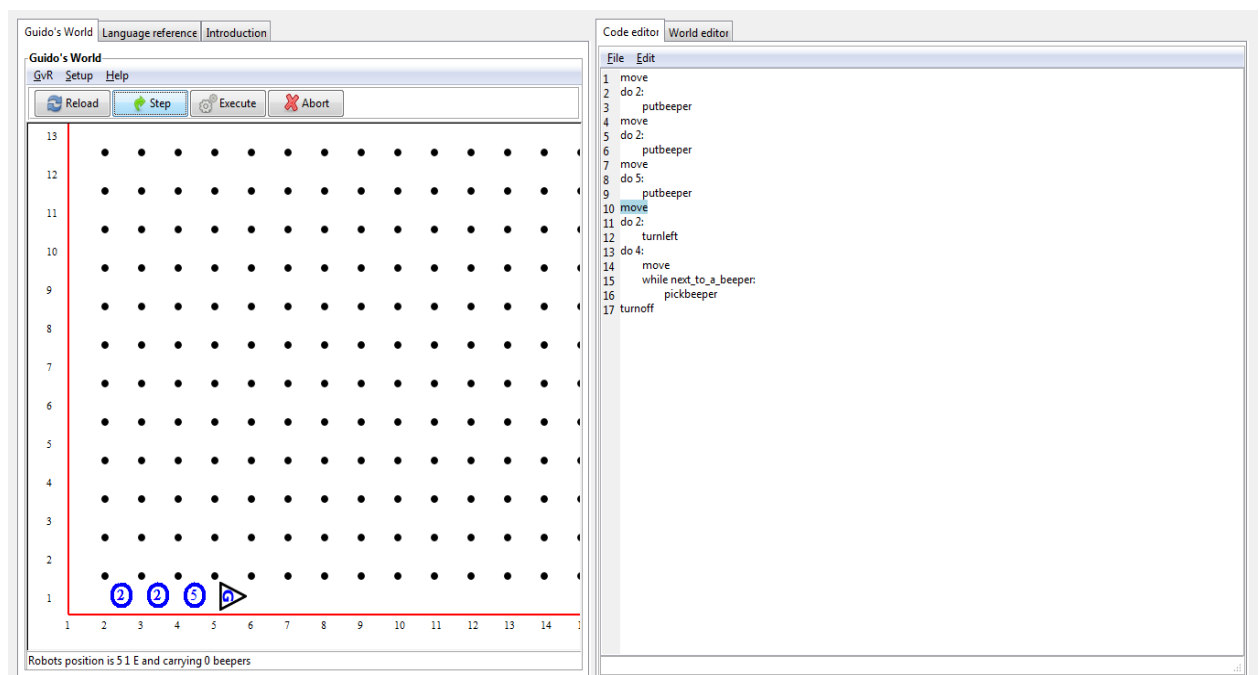 Guido's World Language reference Introduction
Guido's World
GvR Setup Help
Reload Step Execute Abort
13
12
11
10
9
8
7
6
5
4
3
2
1
2 2 5 G
1 2 3 4 5 6 7 8 9 10 11 12 13 14
Robots position is 5 1 E and carrying 0 beepers
Code editor World editor
File Edit
1 move
2 do 2:
3 putbeeper
4 move
5 do 2:
6 putbeeper
7 move
8 do 5:
9 putbeeper
10 move
11 do 2:
12 turnleft
13 do 4:
14 move
15 while next_to_a_beeper:
16 pickbeeper
17 turnoff